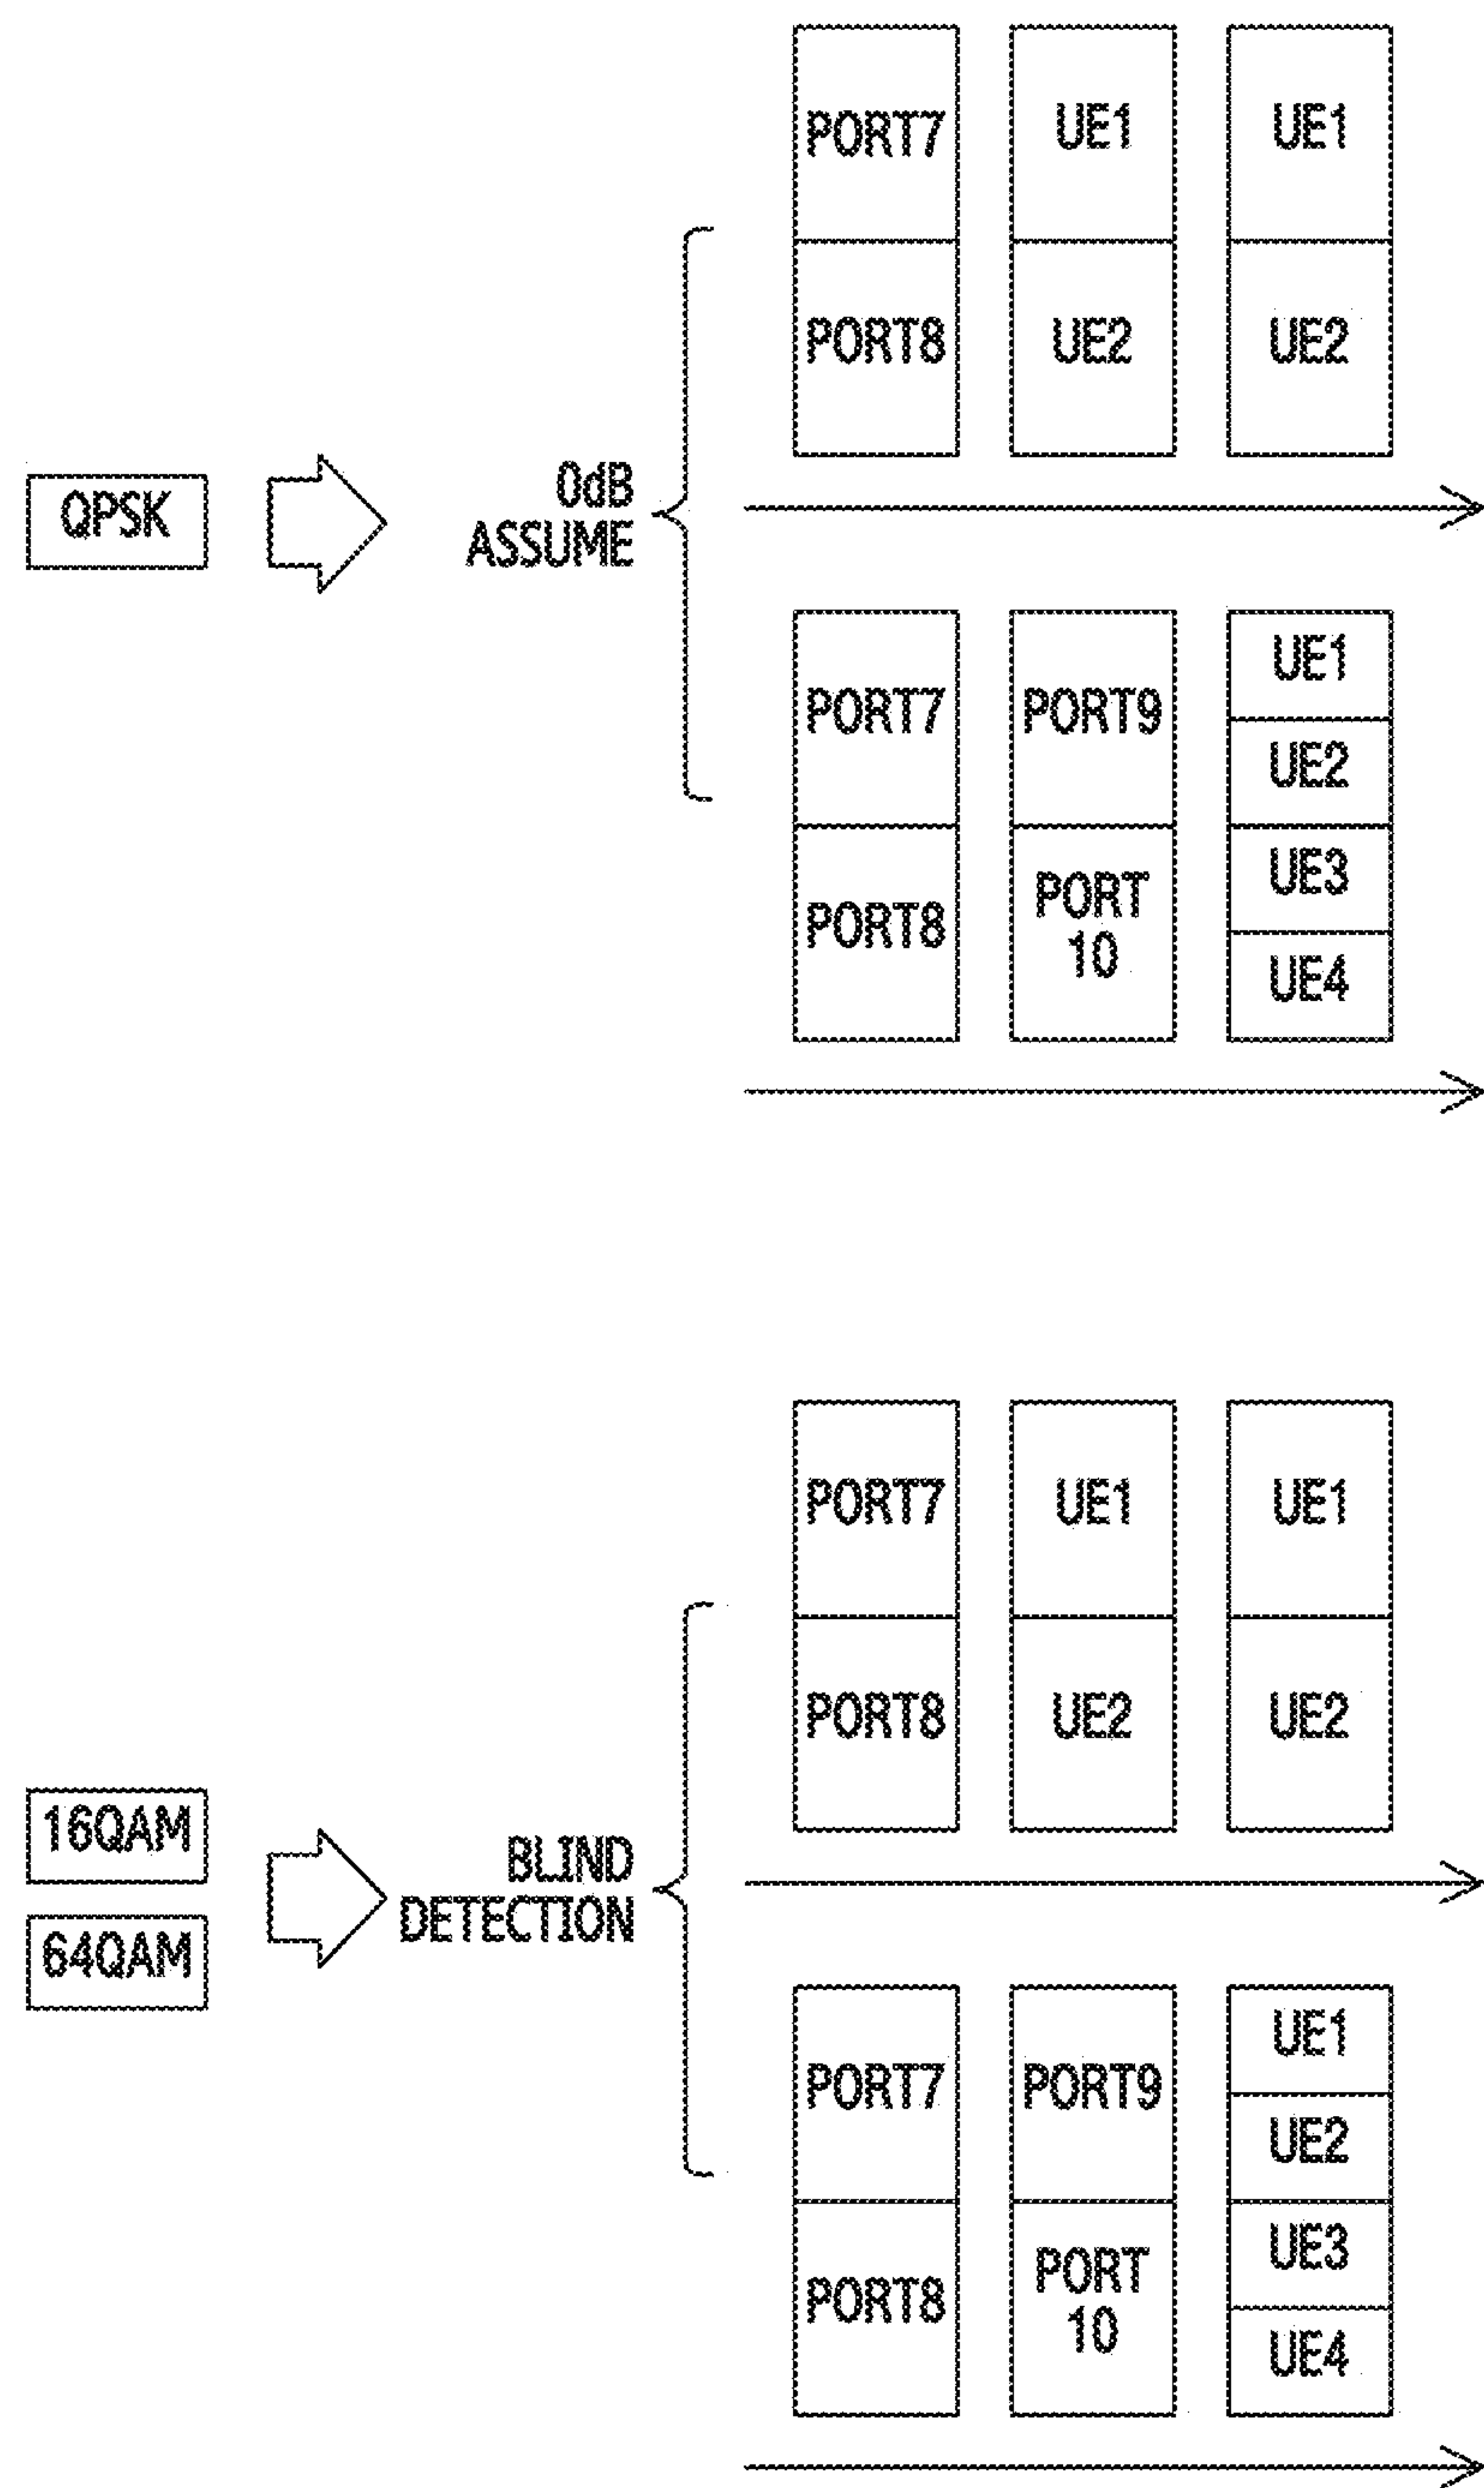 PORT7 UE1 UE1
PORT8 UE2 UE2
QPSK
0dB
ASSUME
PORT7 PORT9 UE1
UE2
PORT8 PORT
10
UE3
UE4
PORT7 UE1 UE1
PORT8 UE2 UE2
16QAM
64QAM
BLIND
DETECTION
PORT7 PORT9 UE1
UE2
PORT8 PORT
10
UE3
UE4